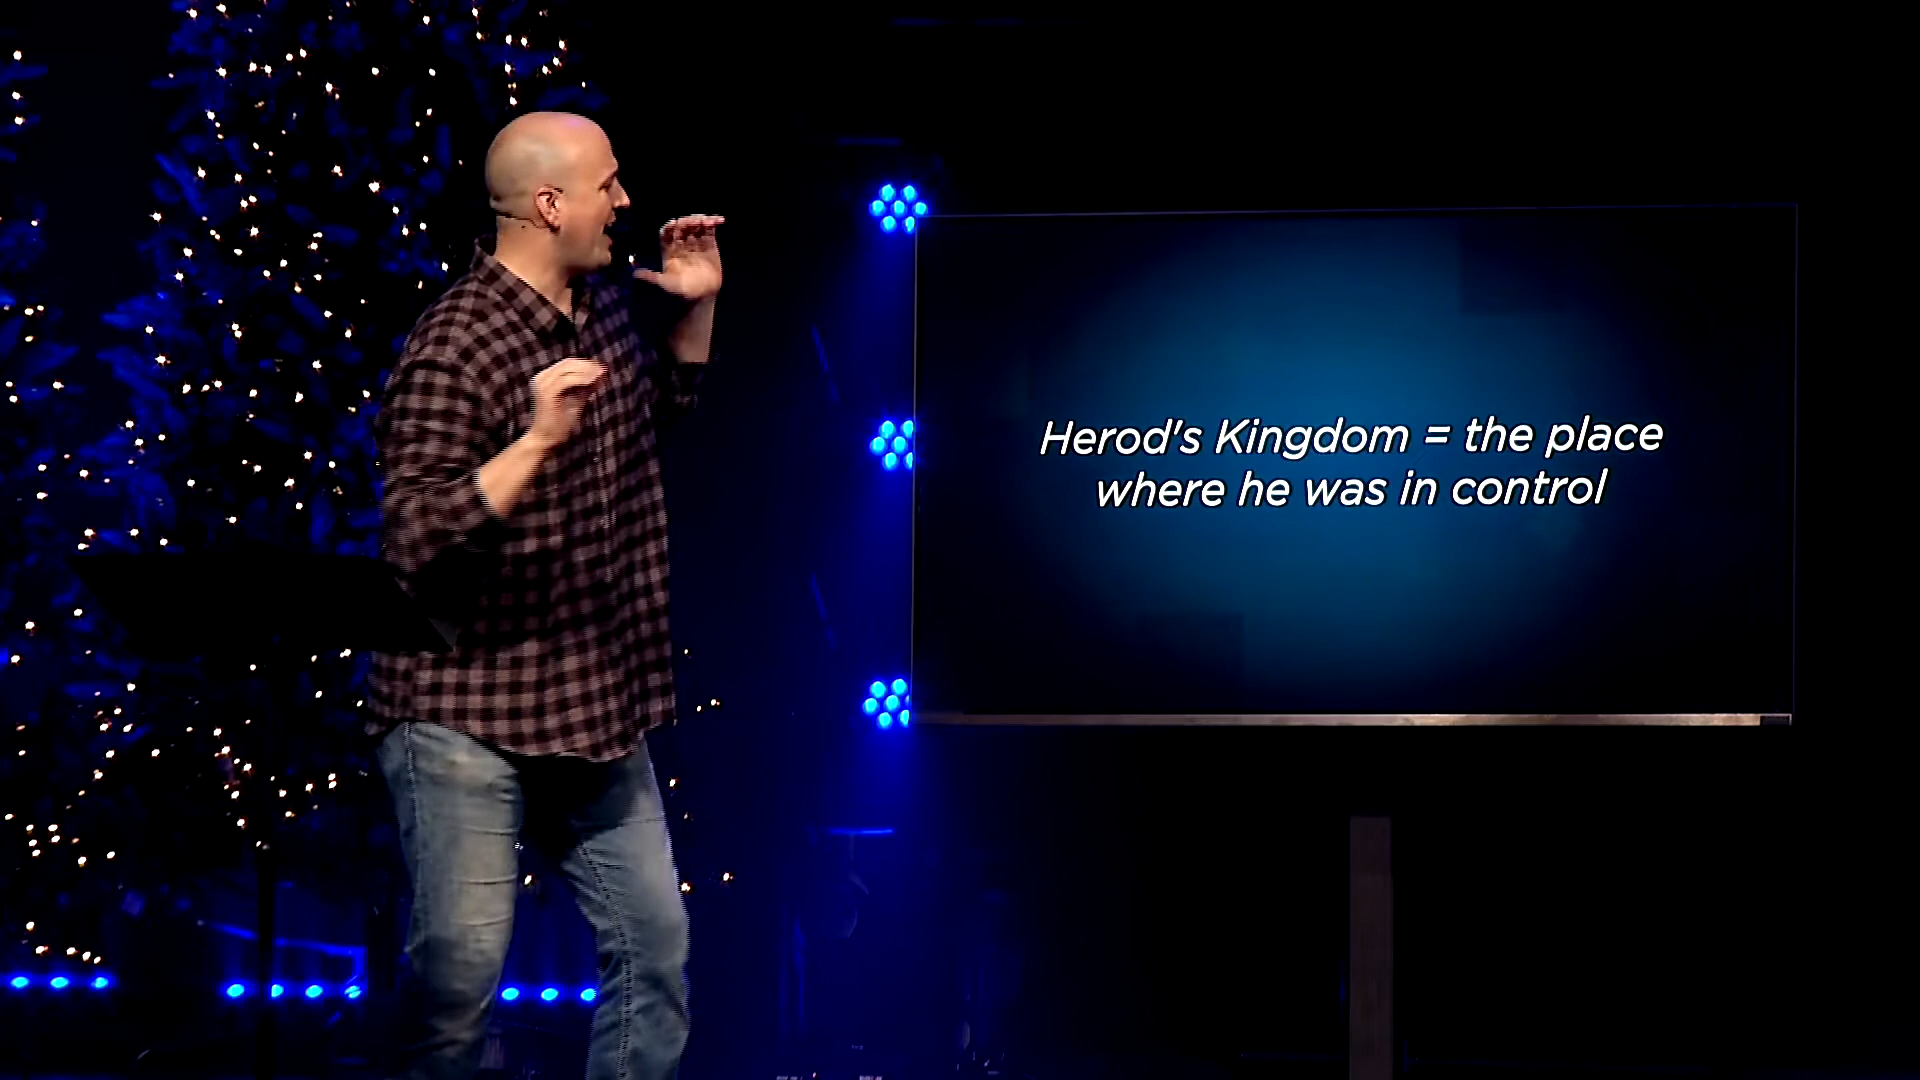 Herod's Kingdom = the place
where he was in control